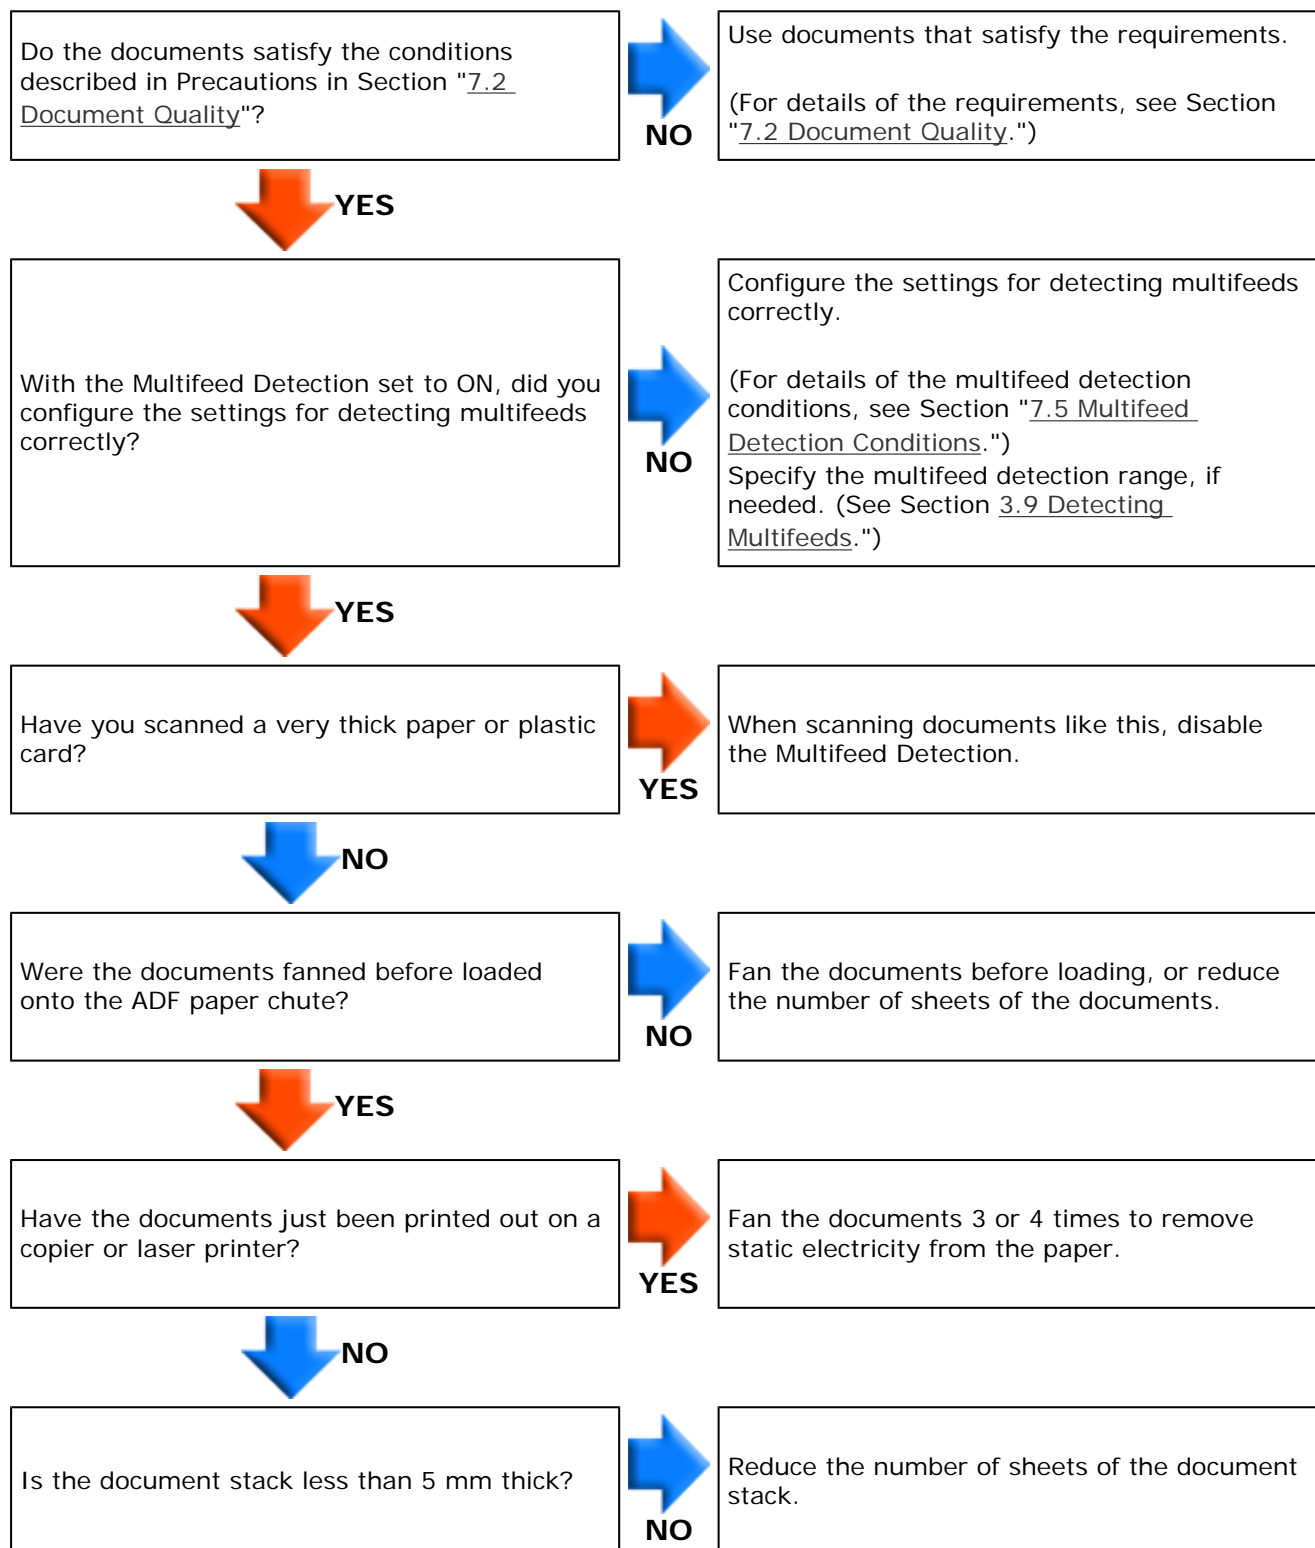 Do the documents satisfy the conditions
described in Precautions in Section "7.2
Document Quality"?
NO
Use documents that satisfy the requirements.
(For details of the requirements, see Section
"7.2 Document Quality.")
YES
With the Multifeed Detection set to ON, did you
configure the settings for detecting multifeeds
correctly?
NO
Configure the settings for detecting multifeeds
correctly.
(For details of the multifeed detection
conditions, see Section "7.5 Multifeed
Detection Conditions.")
Specify the multifeed detection range, if
needed. (See Section 3.9 Detecting
Multifeeds.")
YES
Have you scanned a very thick paper or plastic
card?
YES
When scanning documents like this, disable
the Multifeed Detection.
NO
Were the documents fanned before loaded
onto the ADF paper chute?
NO
Fan the documents before loading, or reduce
the number of sheets of the documents.
YES
Have the documents just been printed out on a
copier or laser printer?
YES
Fan the documents 3 or 4 times to remove
static electricity from the paper.
NO
Is the document stack less than 5 mm thick?
NO
Reduce the number of sheets of the document
stack.